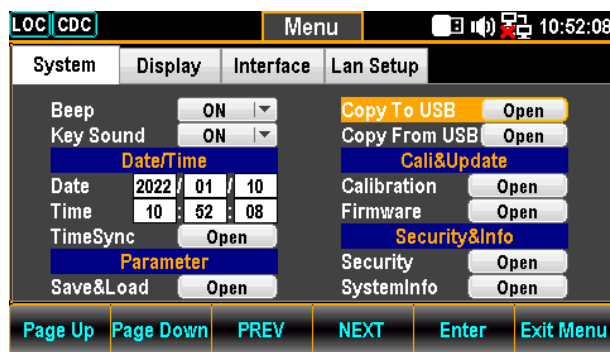 LOC CDC Menu 10:52:08
System Display Interface Lan Setup
Beep ON
Key Sound ON
Date/Time
Date 2022 / 01 / 10
Time 10 : 52 : 08
TimeSync Open
Parameter
Save&Load Open
Copy To USB Open
Copy From USB Open
Cali&Update
Calibration Open
Firmware Open
Security&Info
Security Open
SystemInfo Open
Page Up Page Down PREV NEXT Enter Exit Menu